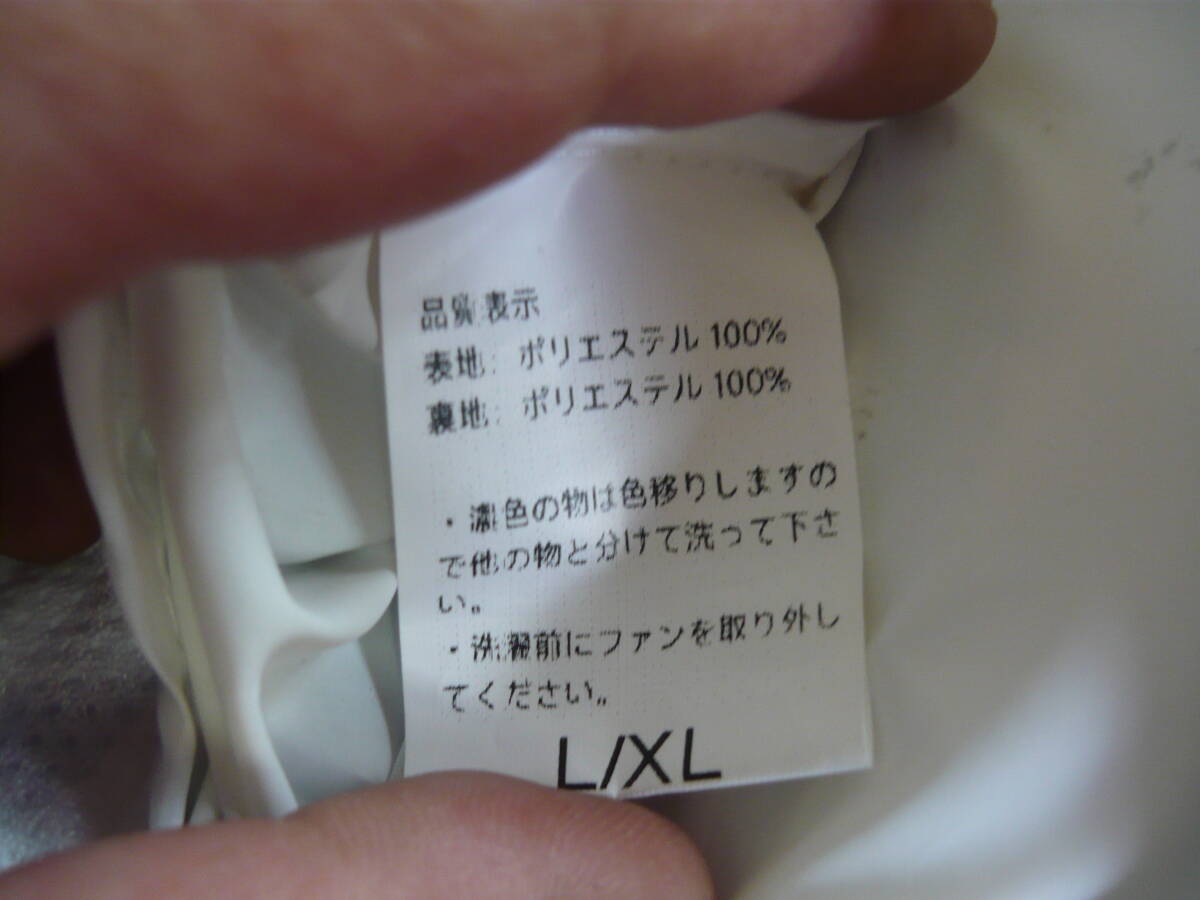 品質表示
表地: ポリエステル 100%
裏地: ポリエステル 100%
・濃色の物は色移りしますの
で他の物と分けて洗って下さ
い。
・洗濯前にファンを取り外し
てください。
L/XL